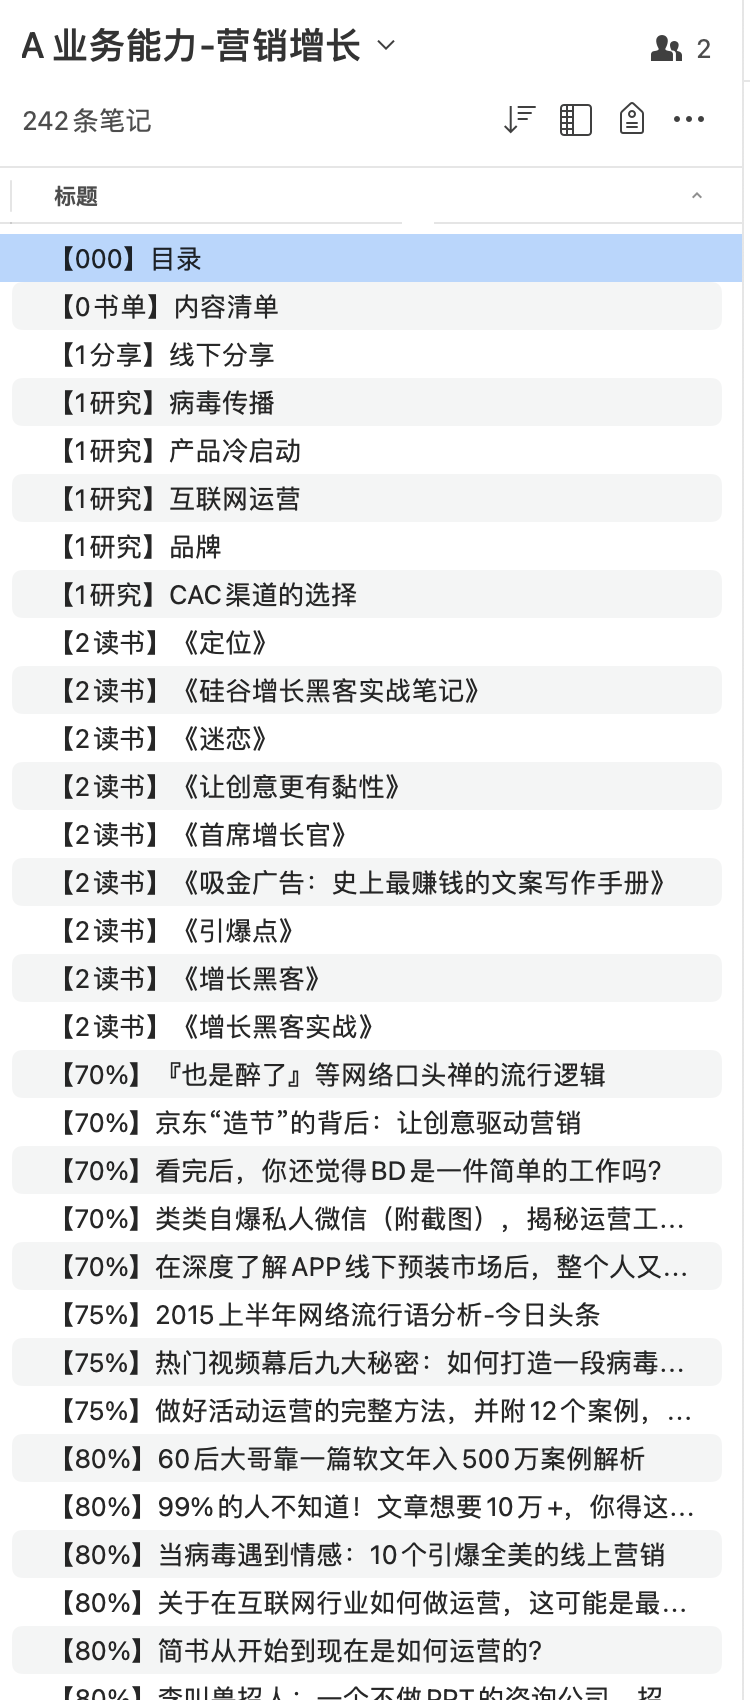 A 业务能力-营销增长
2
242条笔记
标题
【000】目录
【0书单】内容清单
【1分享】线下分享
【1研究】病毒传播
【1研究】产品冷启动
【1研究】互联网运营
【1研究】品牌
【1研究】CAC渠道的选择
【2读书】《定位》
【2读书】《硅谷增长黑客实战笔记》
【2读书】《迷恋》
【2读书】《让创意更有黏性》
【2读书】《首席增长官》
【2读书】《吸金广告：史上最赚钱的文案写作手册》
【2读书】《引爆点》
【2读书】《增长黑客》
【2读书】《增长黑客实战》
【70%】『也是醉了』等网络口头禅的流行逻辑
【70%】京东“造节”的背后：让创意驱动营销
【70%】看完后，你还觉得BD是一件简单的工作吗？
【70%】类类自爆私人微信（附截图），揭秘运营工...
【70%】在深度了解APP线下预装市场后，整个人又...
【75%】2015上半年网络流行语分析-今日头条
【75%】热门视频幕后九大秘密：如何打造一段病毒...
【75%】做好活动运营的完整方法，并附12个案例，...
【80%】60后大哥靠一篇软文年入500万案例解析
【80%】99%的人不知道！文章想要10万+，你得这...
【80%】当病毒遇到情感：10个引爆全美的线上营销
【80%】关于在互联网行业如何做运营，这可能是最...
【80%】简书从开始到现在是如何运营的？
【80%】李叫兽招人：一个不做PPT的咨询公司，招...